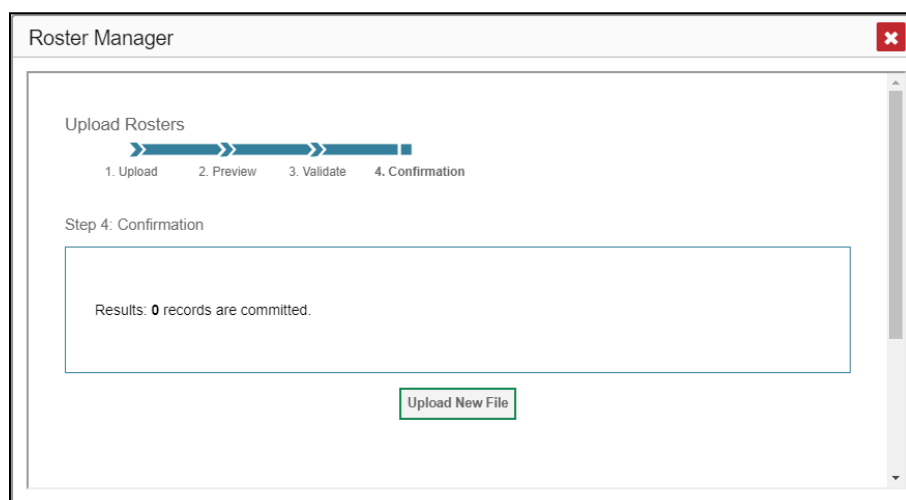 Roster Manager
Upload Rosters
1. Upload 2. Preview 3. Validate 4. Confirmation
Step 4: Confirmation
Results: 0 records are committed.
Upload New File